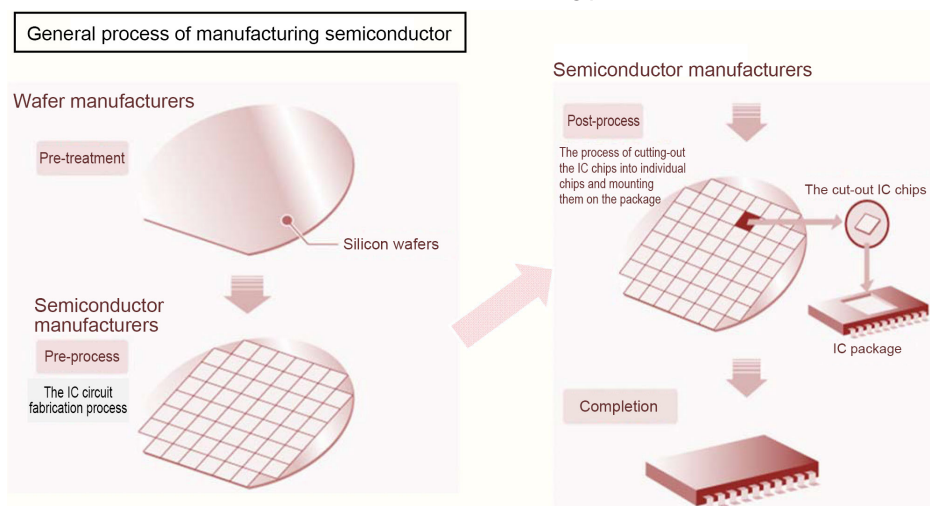 General process of manufacturing semiconductor
Wafer manufacturers
Pre-treatment
Silicon wafers
Semiconductor
manufacturers
Pre-process
The IC circuit
fabrication process
Semiconductor manufacturers
Post-process
The process of cutting-out
the IC chips into individual
chips and mounting
them on the package
The cut-out IC chips
IC package
Completion